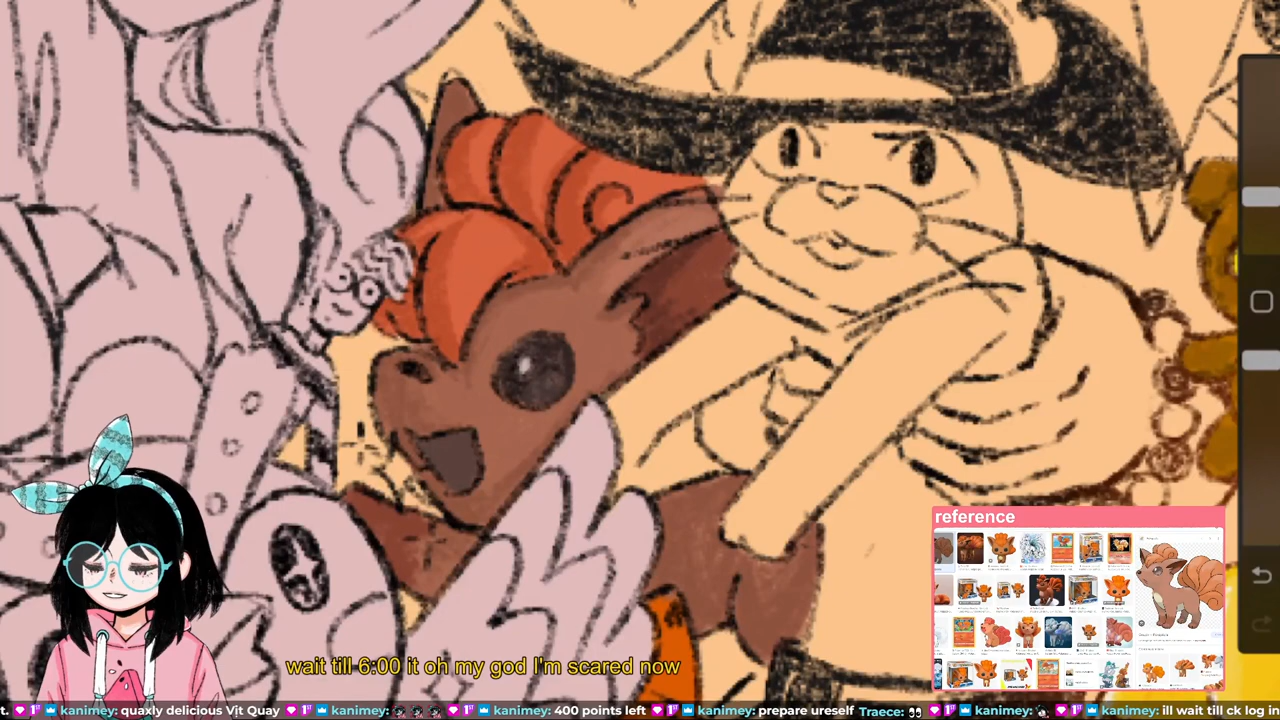 reference
wait till 6.00 it oh my god I'm scared now
t. kanimey: quaxly delicious Vit Quay kanimey: kanimey: 400 points left kanimey: prepare ureself Traece: kanimey: ill wait till ck log in